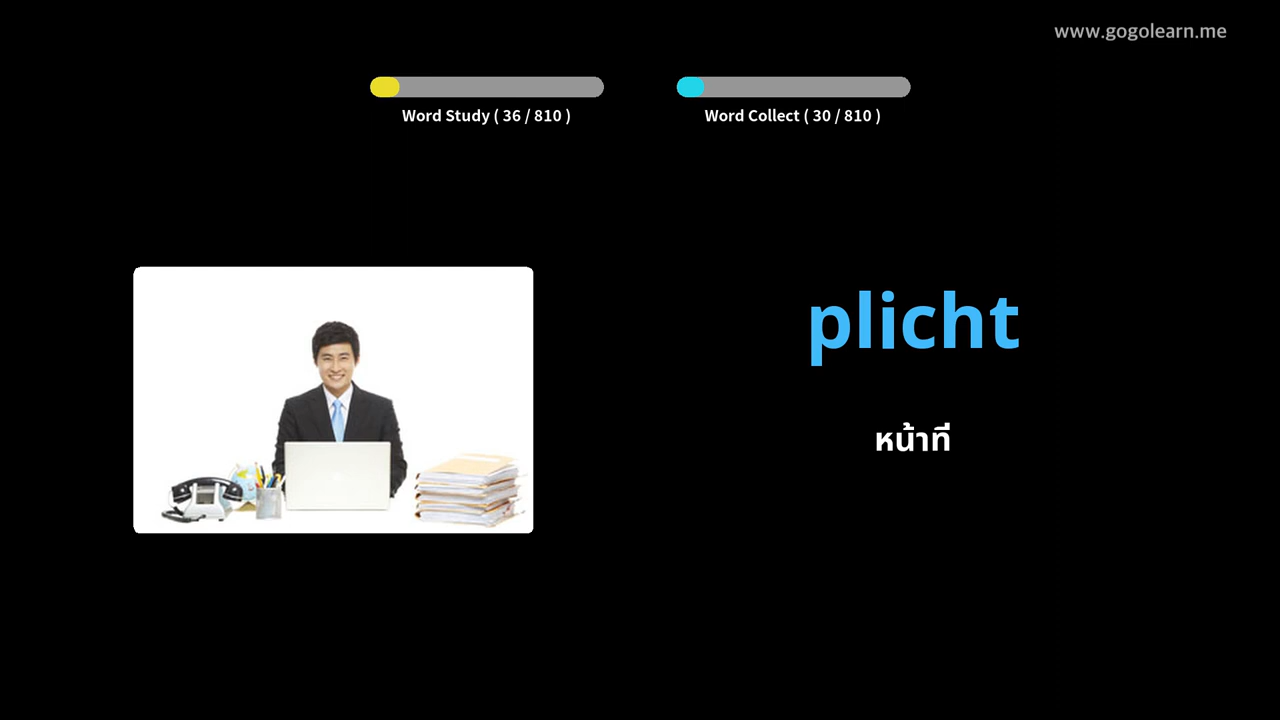 www.gogolearn.me
Word Study ( 36 / 810 )
Word Collect ( 30 / 810 )
plicht
หน้าที่